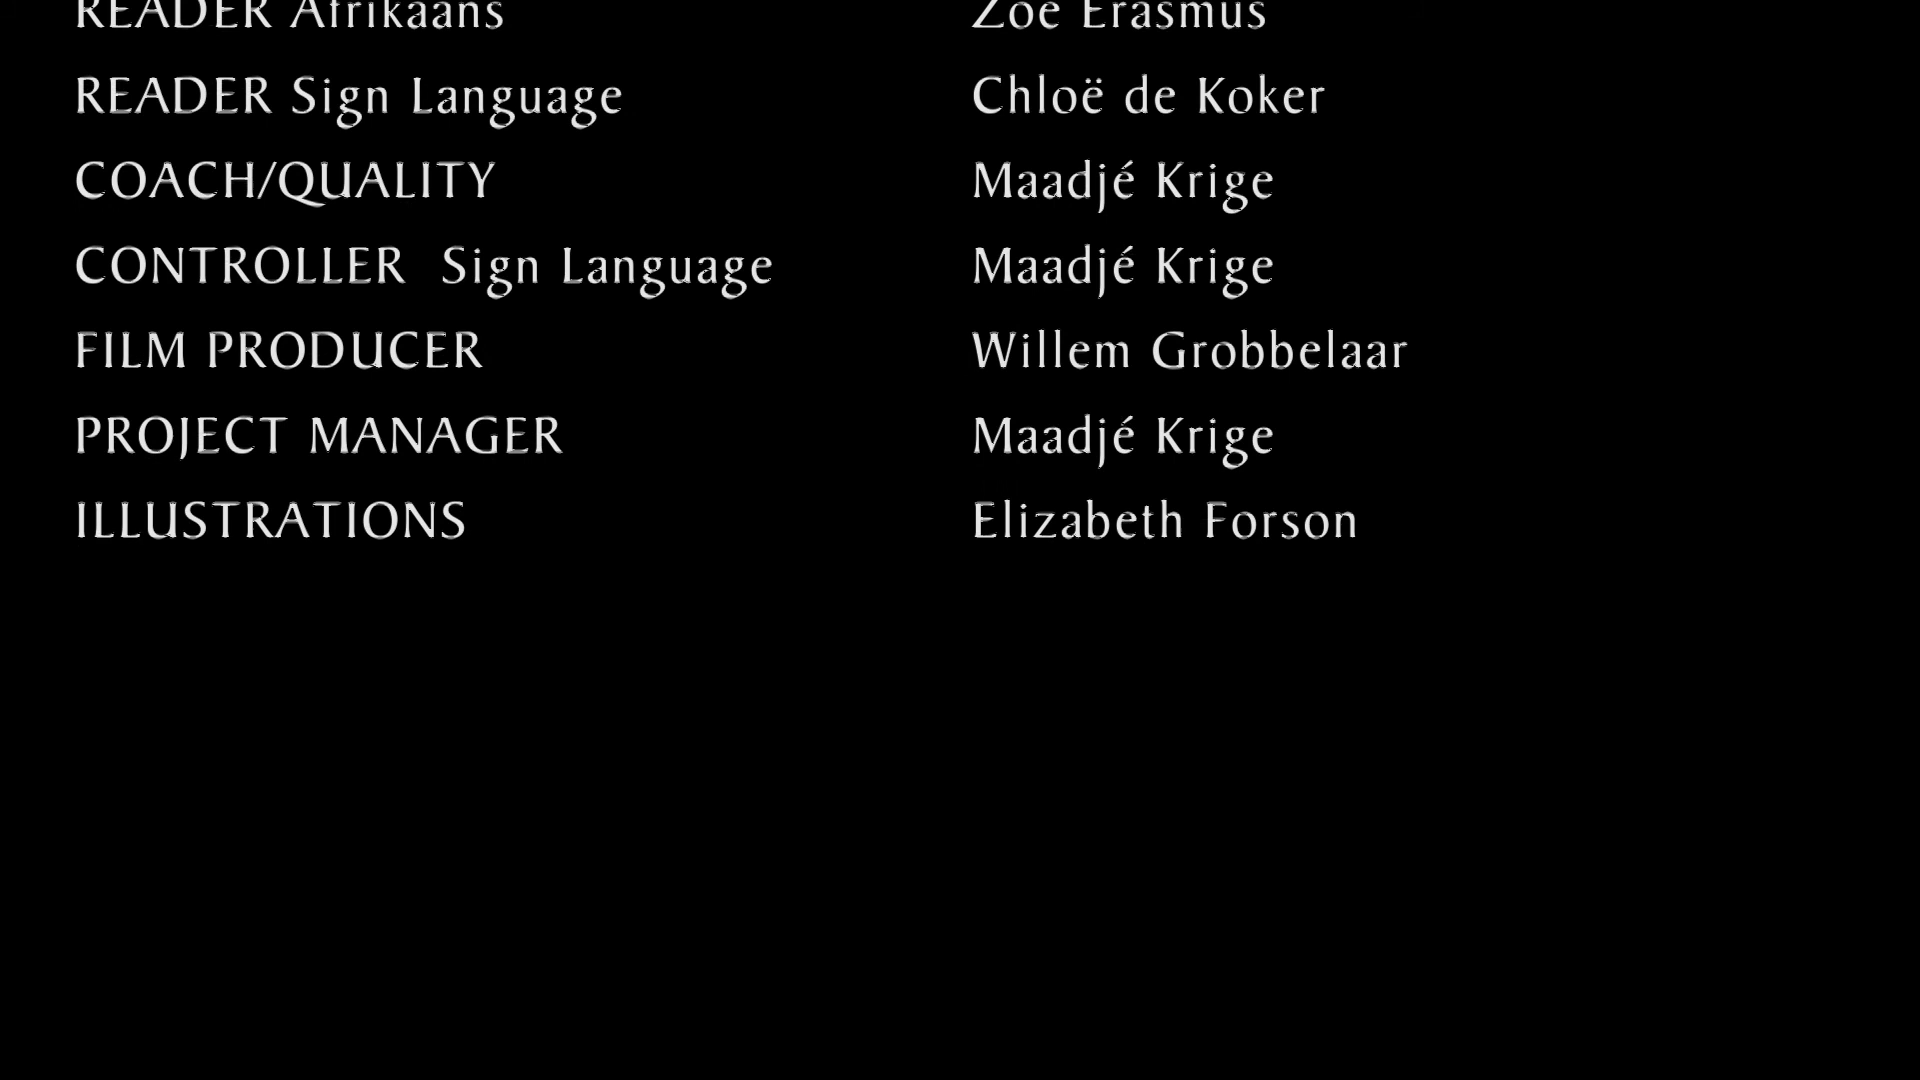 READER Afrikaans Zoë Erasmus
READER Sign Language Chloë de Koker
COACH/QUALITY Maadjé Krige
CONTROLLER  Sign Language Maadjé Krige
FILM PRODUCER Willem Grobbelaar
PROJECT MANAGER Maadjé Krige
ILLUSTRATIONS Elizabeth Forson